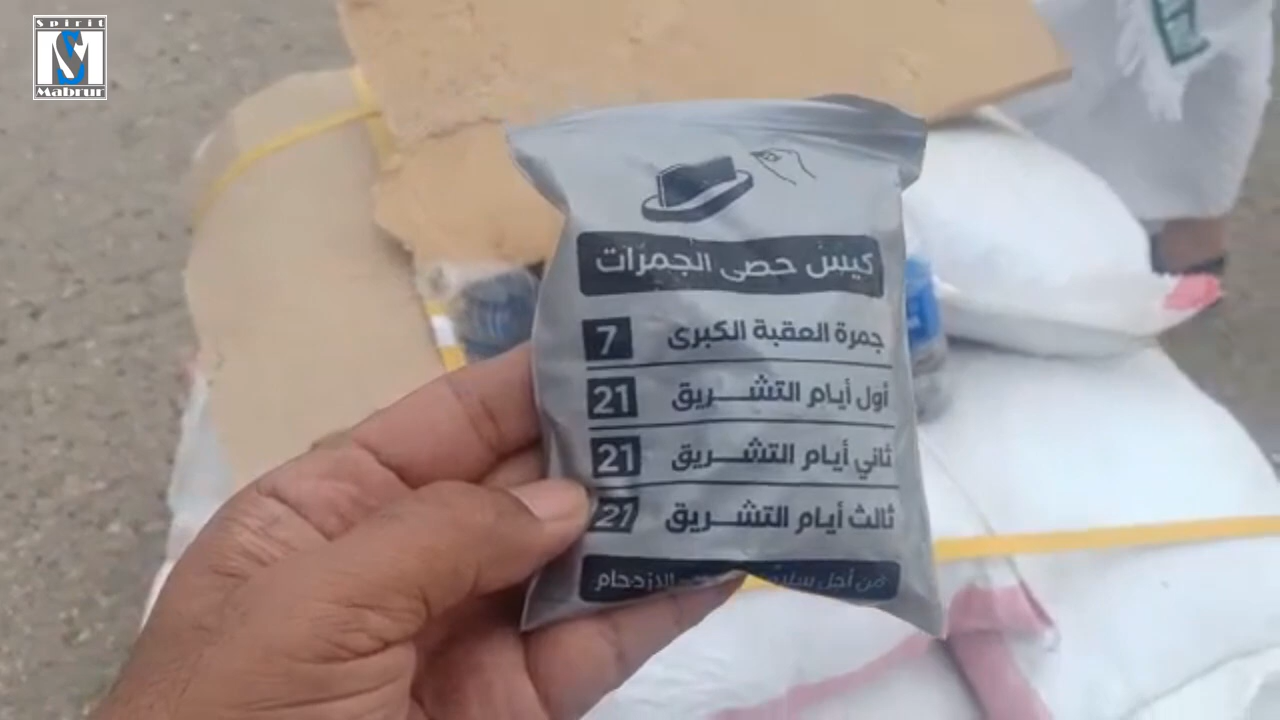 Spirit
SM
Mabrur
كيس حصى الجمرات
جمرة العقبة الكبرى 7
أول أيام التشريق 21
ثاني أيام التشريق 21
ثالث أيام التشريق 21
من أجل الازدحام